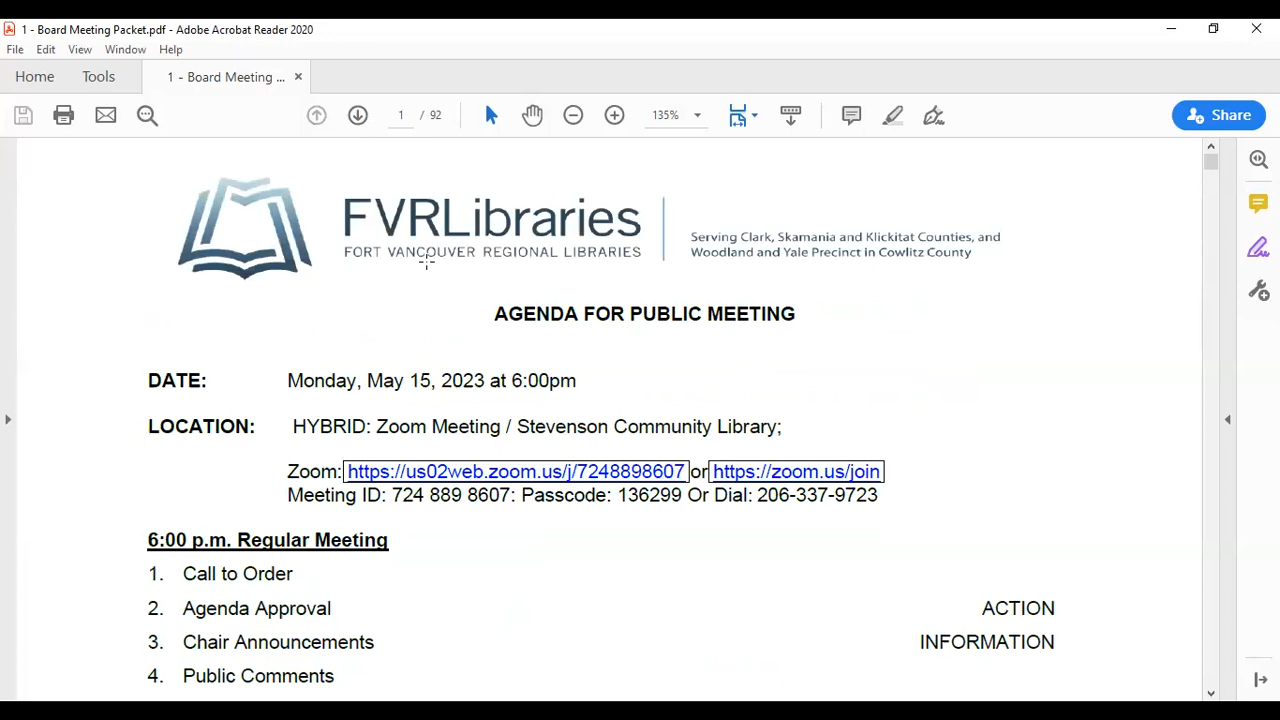 1 - Board Meeting Packet.pdf - Adobe Acrobat Reader 2020
File Edit View Window Help
Home Tools 1 - Board Meeting ... ×
1 / 92 135% Share
FVRLibraries
FORT VANCOUVER REGIONAL LIBRARIES
Serving Clark, Skamania and Klickitat Counties, and
Woodland and Yale Precinct in Cowlitz County
AGENDA FOR PUBLIC MEETING
DATE: Monday, May 15, 2023 at 6:00pm
LOCATION: HYBRID: Zoom Meeting / Stevenson Community Library;
Zoom: https://us02web.zoom.us/j/7248898607 or https://zoom.us/join
Meeting ID: 724 889 8607: Passcode: 136299 Or Dial: 206-337-9723
6:00 p.m. Regular Meeting
1. Call to Order
2. Agenda Approval ACTION
3. Chair Announcements INFORMATION
4. Public Comments